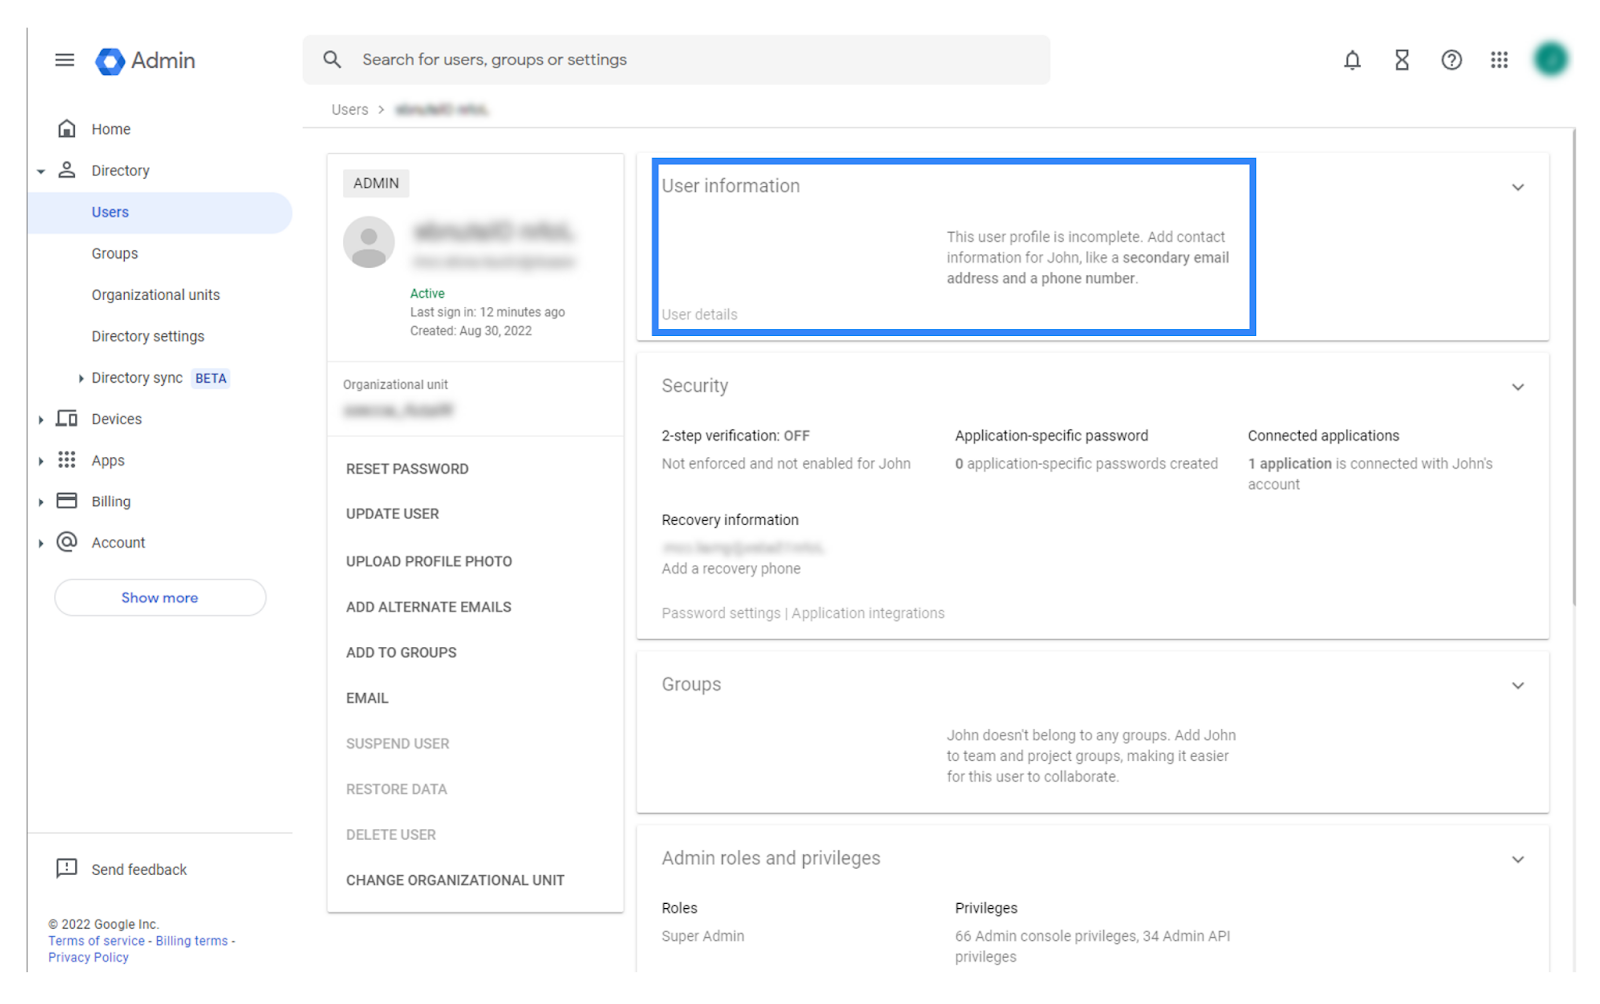 Admin
Search for users, groups or settings
Users >
Home
Directory
Users
Groups
Organizational units
Directory settings
Directory sync BETA
Devices
Apps
Billing
Account
Show more
Send feedback
© 2022 Google Inc.
Terms of service - Billing terms -
Privacy Policy
ADMIN
Active
Last sign in: 12 minutes ago
Created: Aug 30, 2022
Organizational unit
RESET PASSWORD
UPDATE USER
UPLOAD PROFILE PHOTO
ADD ALTERNATE EMAILS
ADD TO GROUPS
EMAIL
SUSPEND USER
RESTORE DATA
DELETE USER
CHANGE ORGANIZATIONAL UNIT
User information
This user profile is incomplete. Add contact
information for John, like a secondary email
address and a phone number.
User details
Security
2-step verification: OFF
Not enforced and not enabled for John
Application-specific password
0 application-specific passwords created
Connected applications
1 application is connected with John's
account
Recovery information
Add a recovery phone
Password settings | Application integrations
Groups
John doesn't belong to any groups. Add John
to team and project groups, making it easier
for this user to collaborate.
Admin roles and privileges
Roles
Super Admin
Privileges
66 Admin console privileges, 34 Admin API
privileges